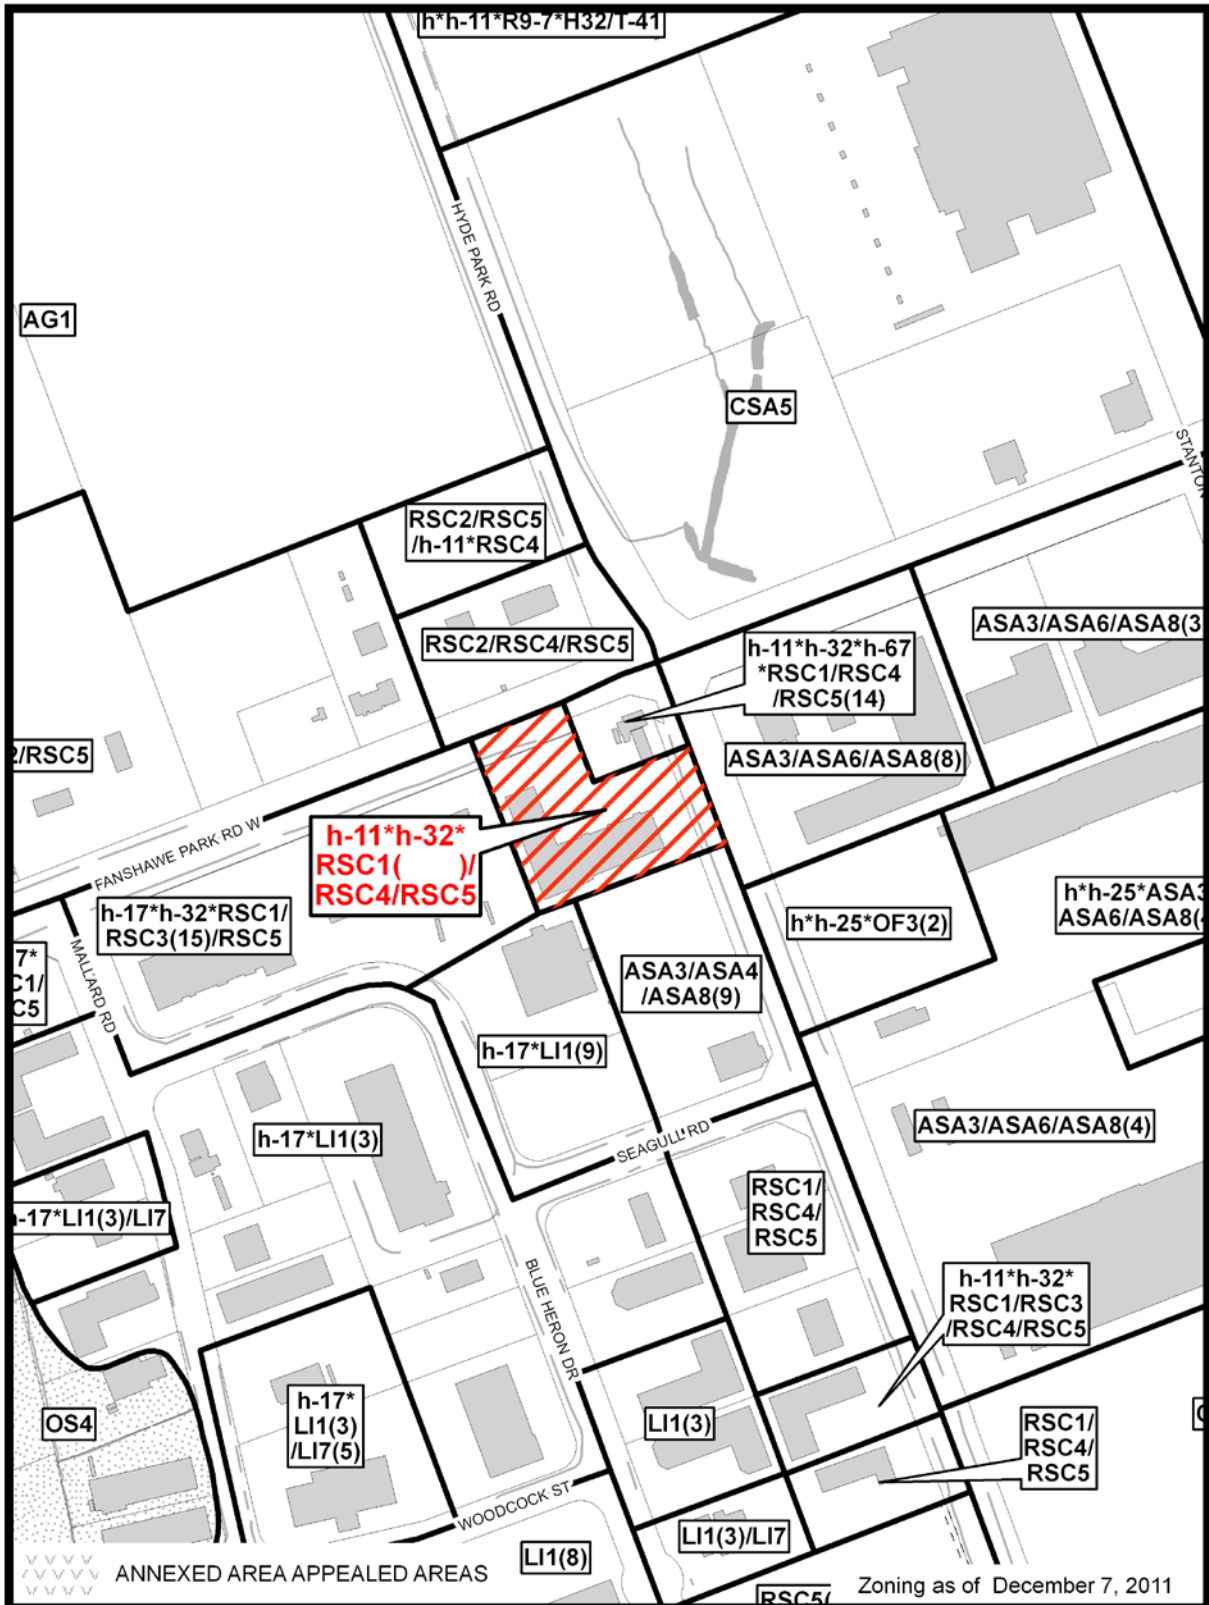 h*h-11*R9-7*H32/T-41
HYDE PARK RD
AG1
CSA5
STANTON
RSC2/RSC5
/h-11*RSC4
RSC2/RSC4/RSC5
h-11*h-32*h-67
*RSC1/RSC4
/RSC5(14)
ASA3/ASA6/ASA8(3
2/RSC5
ASA3/ASA6/ASA8(8)
FANSHAWE PARK RD W
h-11*h-32*
RSC1(      )/
RSC4/RSC5
h-17*h-32*RSC1/
RSC3(15)/RSC5
h*h-25*OF3(2)
h*h-25*ASA3
ASA6/ASA8(
7*
C1/
C5
MALLARD RD
ASA3/ASA4
/ASA8(9)
h-17*LI1(9)
h-17*LI1(3)
SEAGULL RD
ASA3/ASA6/ASA8(4)
h-17*LI1(3)/LI7
RSC1/
RSC4/
RSC5
BLUE HERON DR
h-11*h-32*
RSC1/RSC3
/RSC4/RSC5
OS4
h-17*
LI1(3)
/LI7(5)
LI1(3)
RSC1/
RSC4/
RSC5
WOODCOCK ST
LI1(3)/LI7
LI1(8)
RSC5(
ANNEXED AREA APPEALED AREAS
Zoning as of December 7, 2011